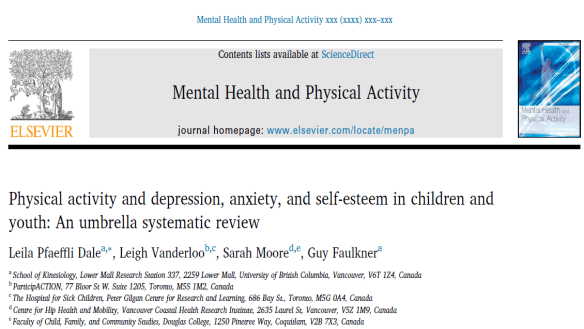 Mental Health and Physical Activity xxx (xxxx) xxx–xxx
Contents lists available at ScienceDirect
Mental Health and Physical Activity
journal homepage: www.elsevier.com/locate/menpa
ELSEVIER
Mental Health and
Physical Activity
Physical activity and depression, anxiety, and self-esteem in children and
youth: An umbrella systematic review
Leila Pfaeffli Dalea,*, Leigh Vanderloob,c, Sarah Moored,e, Guy Faulknera
a School of Kinesiology, Lower Mall Research Station 337, 2259 Lower Mall, University of British Columbia, Vancouver, V6T 1Z4, Canada
b ParticipACTION, 77 Bloor St W. Suite 1205, Toronto, M5S 1M2, Canada
c The Hospital for Sick Children, Peter Gilgan Centre for Research and Learning, 686 Bay St., Toronto, M5G 0A4, Canada
d Centre for Hip Health and Mobility, Vancouver Coastal Health Research Institute, 2635 Laurel St, Vancouver, V5Z 1M9, Canada
e Faculty of Child, Family, and Community Studies, Douglas College, 1250 Pinetree Way, Coquitlam, V2B 7X3, Canada